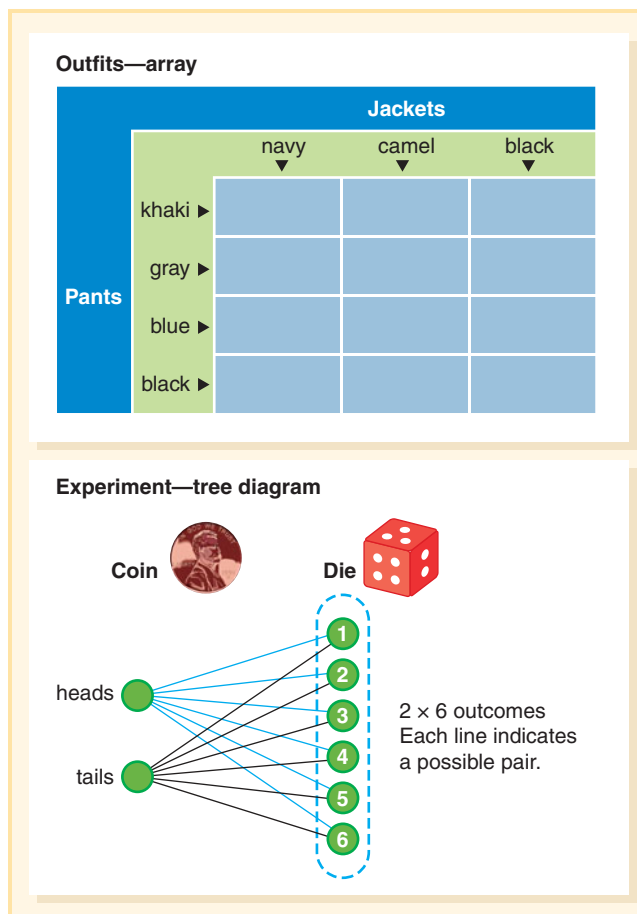 Outfits—array
Jackets
navy camel black
khaki
gray
Pants
blue
black
Experiment—tree diagram
Coin Die
1
2
heads
3
2 × 6 outcomes
Each line indicates
a possible pair.
4
tails
5
6